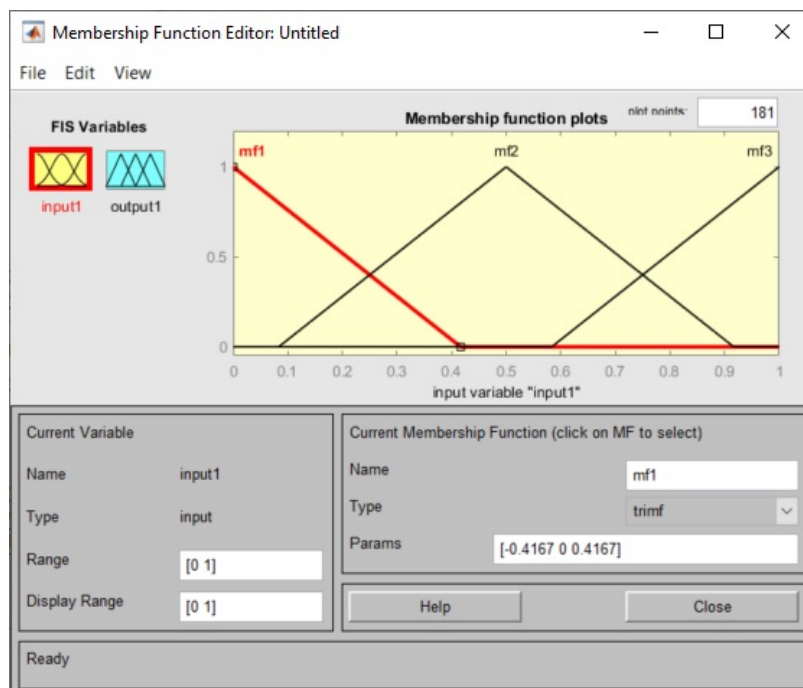 Membership Function Editor: Untitled
File Edit View
FIS Variables
input1 output1
Membership function plots
plot points: 181
mf1 mf2 mf3
1
0.5
0
0 0.1 0.2 0.3 0.4 0.5 0.6 0.7 0.8 0.9 1
input variable "input1"
Current Variable
Name input1
Type input
Range [0 1]
Display Range [0 1]
Current Membership Function (click on MF to select)
Name mf1
Type trimf
Params [-0.4167 0 0.4167]
Help Close
Ready